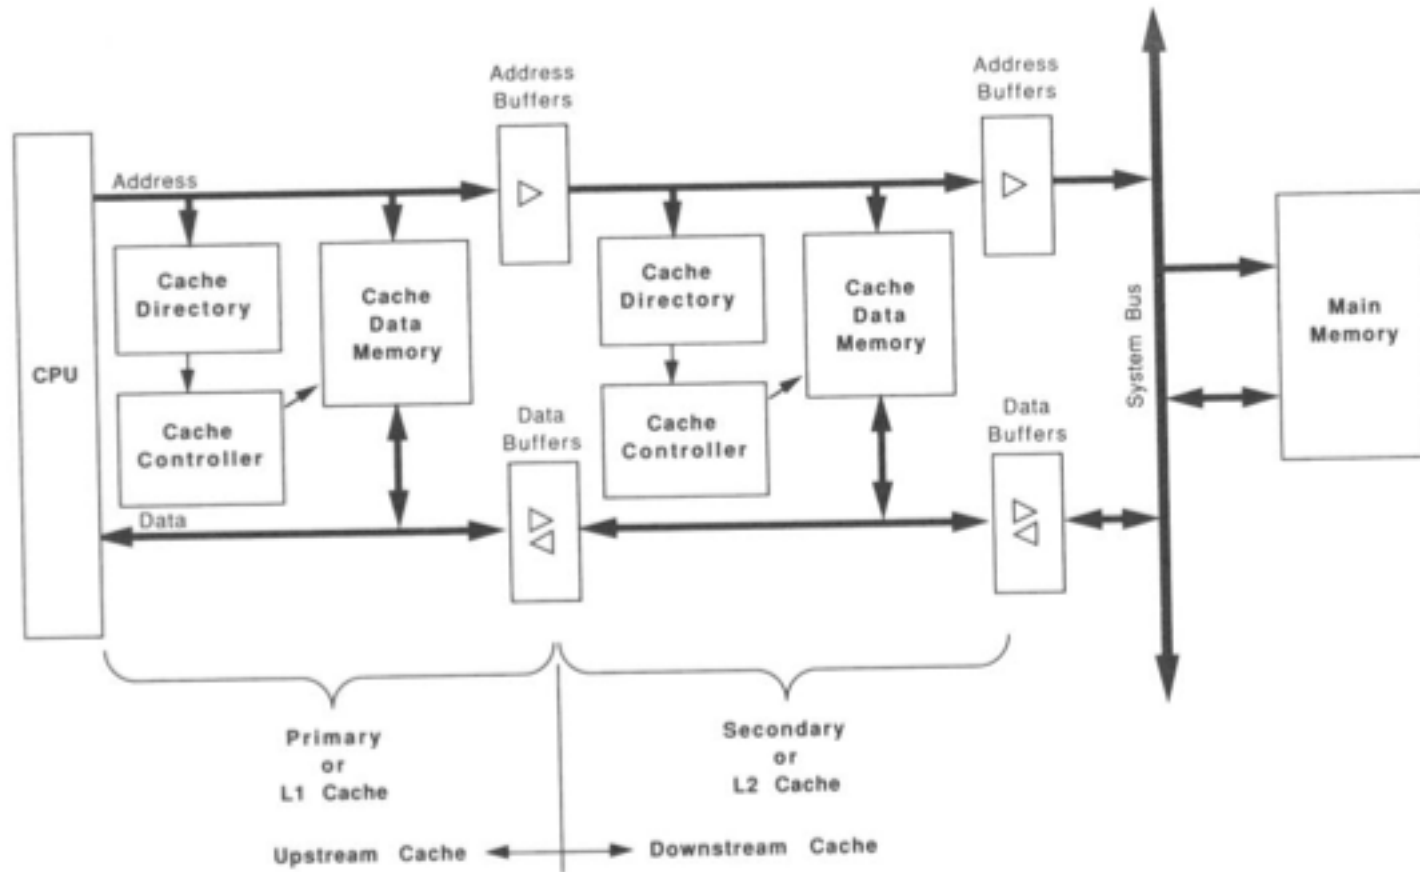 Address
Buffers
Address
Buffers
Address
Cache
Directory
Cache
Data
Memory
Cache
Directory
Cache
Data
Memory
Main
Memory
System Bus
CPU
Cache
Controller
Data
Buffers
Cache
Controller
Data
Buffers
Data
Primary
or
L1 Cache
Secondary
or
L2 Cache
Upstream Cache
Downstream Cache